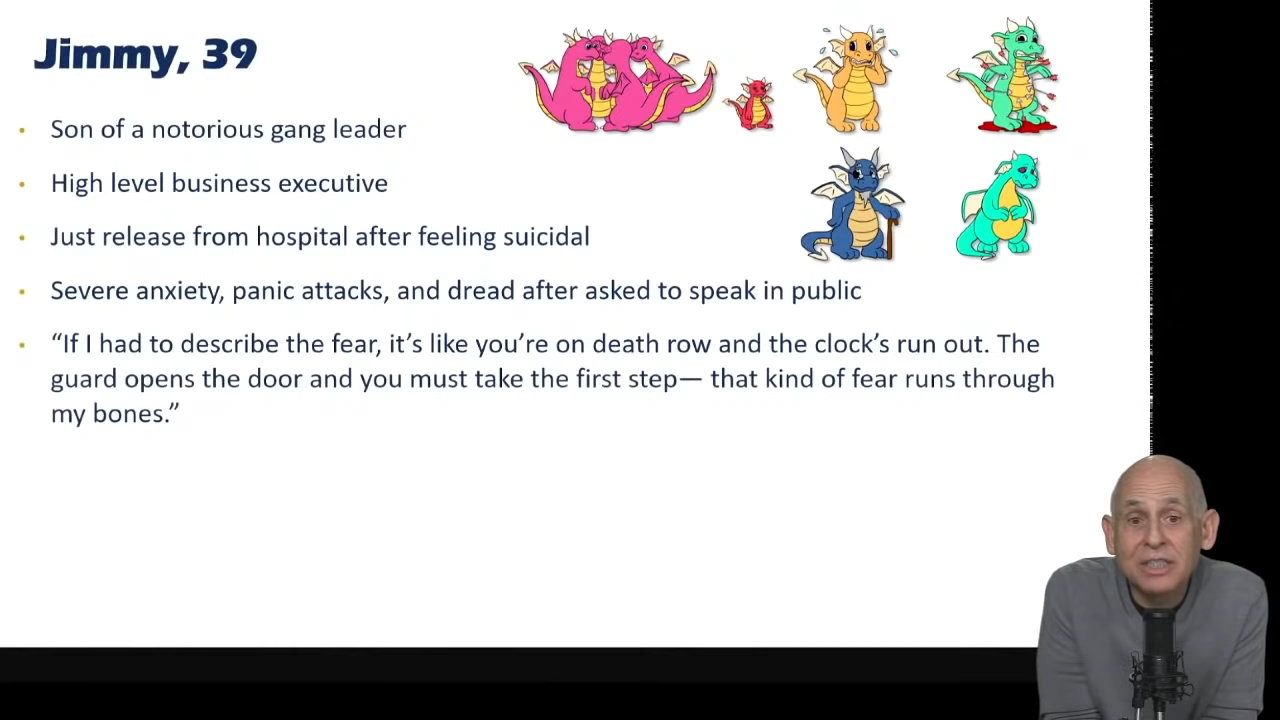 Jimmy, 39
• Son of a notorious gang leader
• High level business executive
• Just release from hospital after feeling suicidal
• Severe anxiety, panic attacks, and dread after asked to speak in public
• “If I had to describe the fear, it’s like you’re on death row and the clock’s run out. The
guard opens the door and you must take the first step— that kind of fear runs through
my bones.”